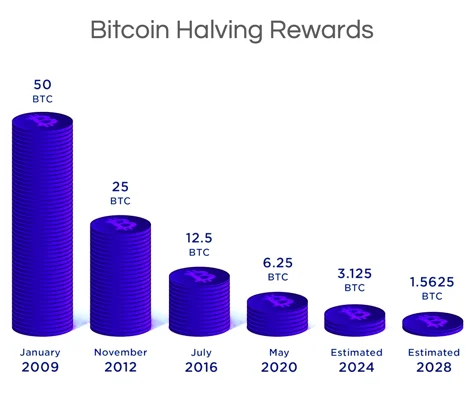 Bitcoin Halving Rewards
50
BTC
25
BTC
12.5
BTC
6.25
BTC
3.125
BTC
1.5625
BTC
January
2009
November
2012
July
2016
May
2020
Estimated
2024
Estimated
2028